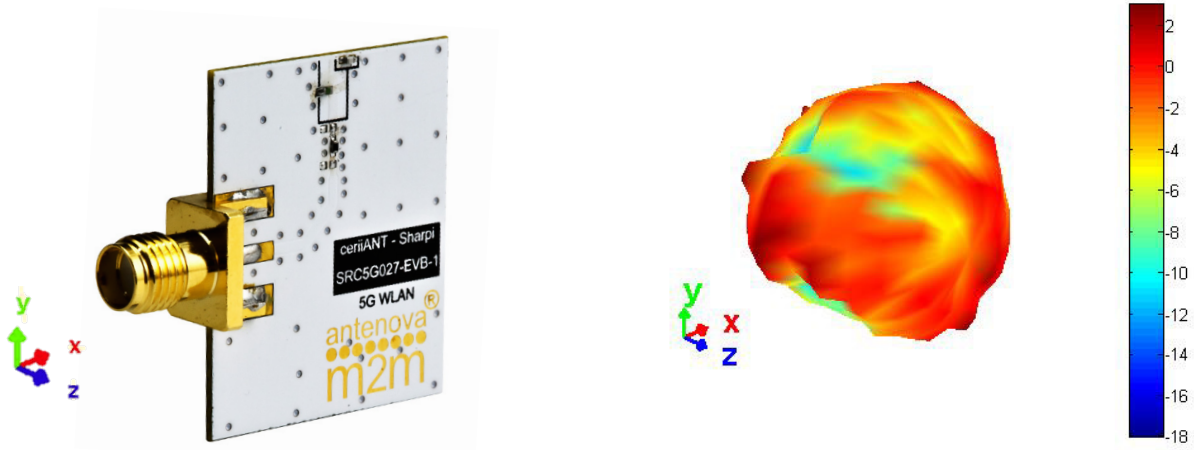 ceriiANT - Sharpi
SRC5G027-EVB-1
5G WLAN
®
antenova
m2m
y
x
z
y
x
z
2
0
-2
-4
-6
-8
-10
-12
-14
-16
-18